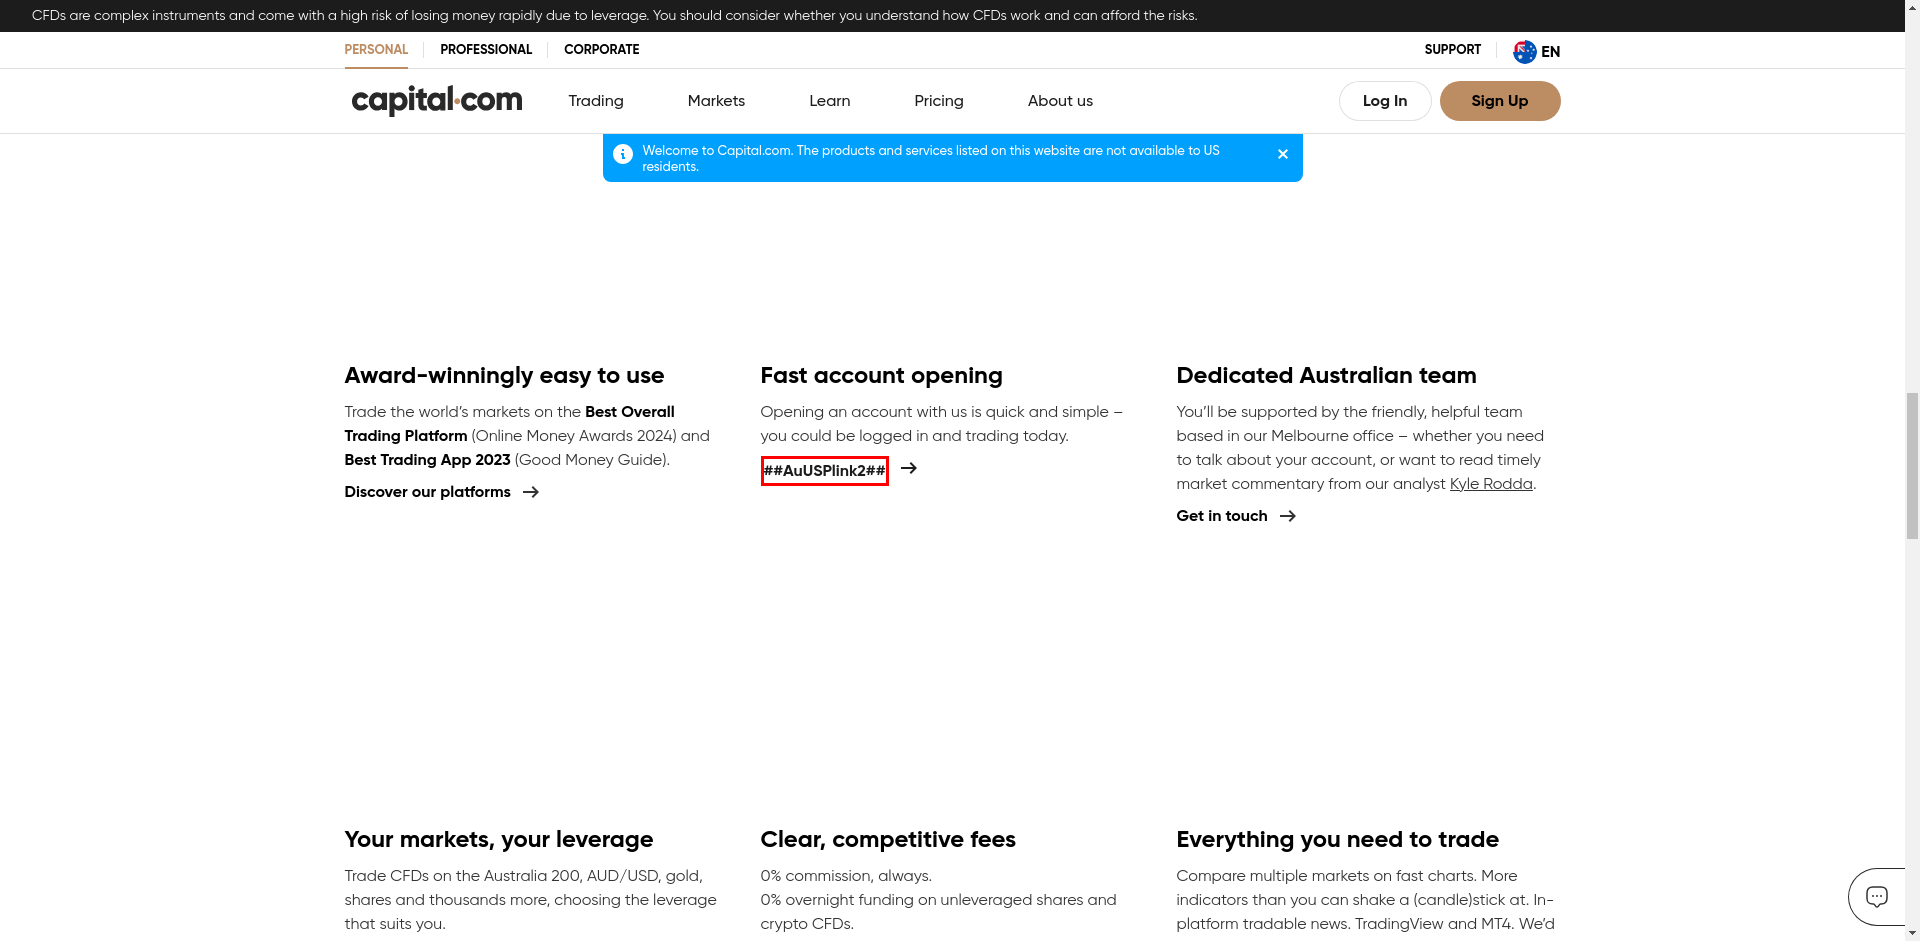 CFDs are complex instruments and come with a high risk of losing money rapidly due to leverage. You should consider whether you understand how CFDs work and can afford the risks.
PERSONAL PROFESSIONAL CORPORATE SUPPORT EN
capital.com Trading Markets Learn Pricing About us Log In Sign Up
Welcome to Capital.com. The products and services listed on this website are not available to US
residents.
Award-winningly easy to use
Trade the world's markets on the Best Overall
Trading Platform (Online Money Awards 2024) and
Best Trading App 2023 (Good Money Guide).
Discover our platforms
Fast account opening
Opening an account with us is quick and simple –
you could be logged in and trading today.
##AuUSPlink2##
Dedicated Australian team
You'll be supported by the friendly, helpful team
based in our Melbourne office – whether you need
to talk about your account, or want to read timely
market commentary from our analyst Kyle Rodda.
Get in touch
Your markets, your leverage
Trade CFDs on the Australia 200, AUD/USD, gold,
shares and thousands more, choosing the leverage
that suits you.
Clear, competitive fees
0% commission, always.
0% overnight funding on unleveraged shares and
crypto CFDs.
Everything you need to trade
Compare multiple markets on fast charts. More
indicators than you can shake a (candle)stick at. In-
platform tradable news. TradingView and MT4. We'd